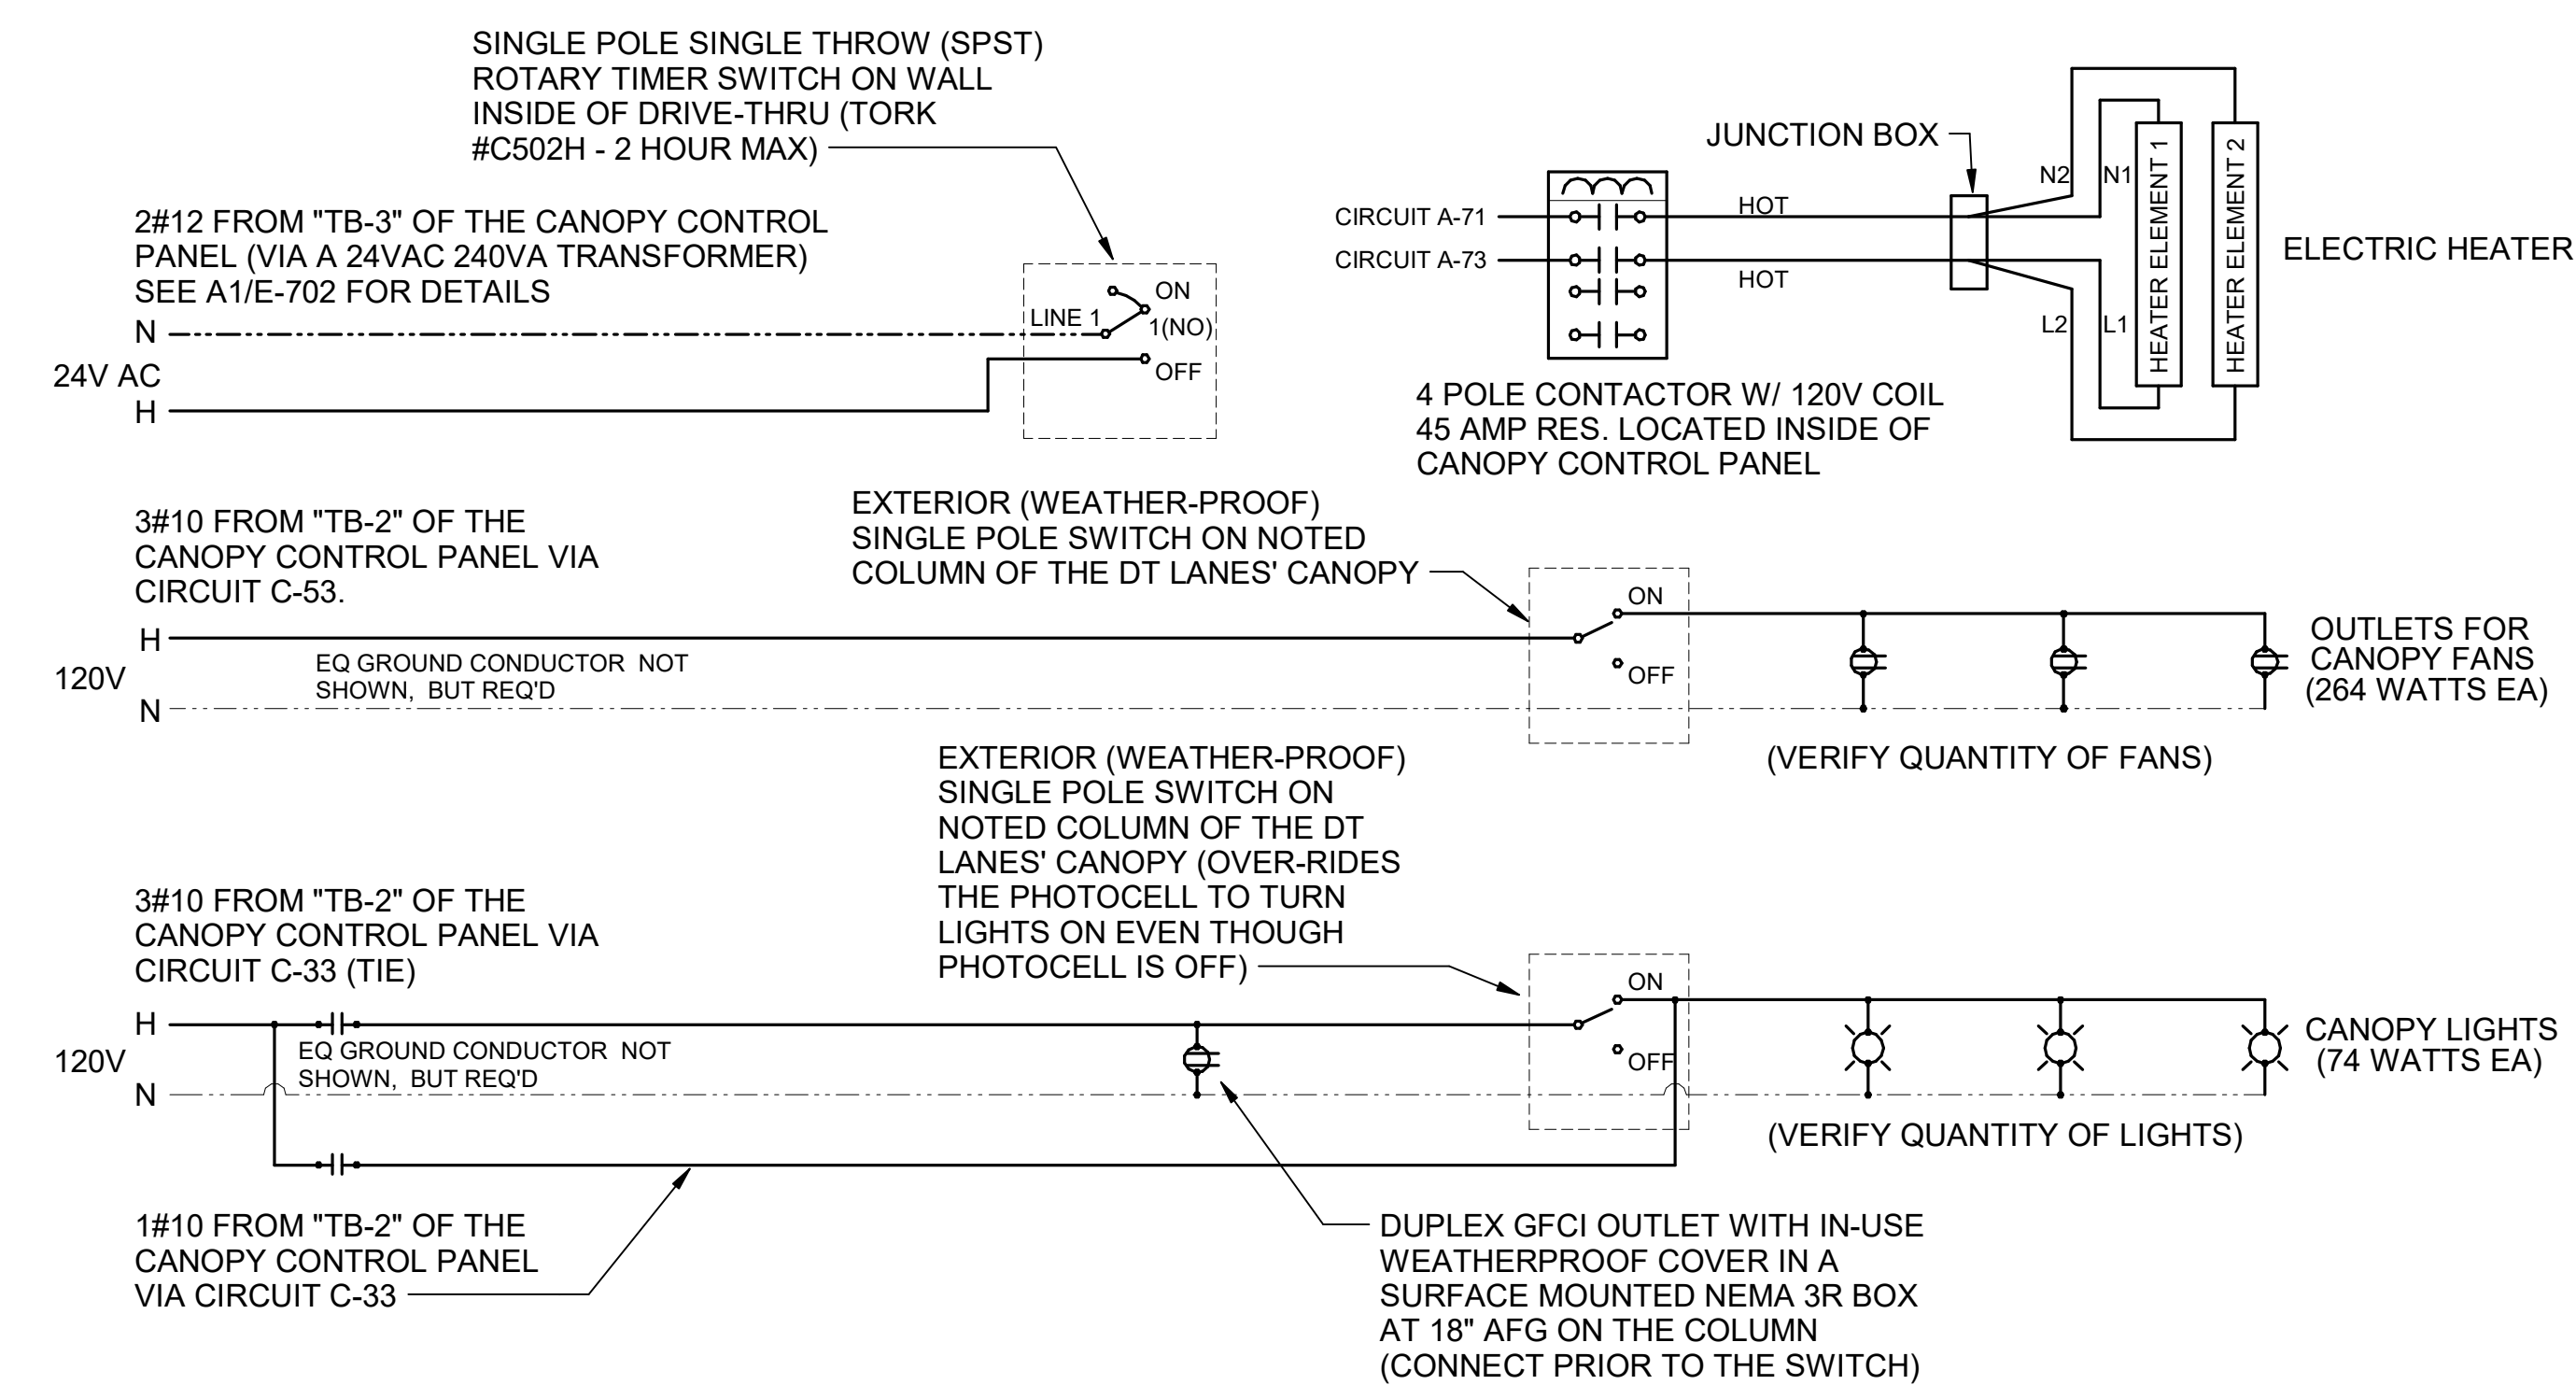 SINGLE POLE SINGLE THROW (SPST)
ROTARY TIMER SWITCH ON WALL
INSIDE OF DRIVE-THRU (TORK
#C502H - 2 HOUR MAX)
2#12 FROM "TB-3" OF THE CANOPY CONTROL
PANEL (VIA A 24VAC 240VA TRANSFORMER)
SEE A1/E-702 FOR DETAILS
N
24V AC
H
LINE 1
ON
1(NO)
OFF
JUNCTION BOX
CIRCUIT A-71
CIRCUIT A-73
HOT
HOT
N2
N1
L2
L1
HEATER ELEMENT 1
HEATER ELEMENT 2
ELECTRIC HEATER
4 POLE CONTACTOR W/ 120V COIL
45 AMP RES. LOCATED INSIDE OF
CANOPY CONTROL PANEL
3#10 FROM "TB-2" OF THE
CANOPY CONTROL PANEL VIA
CIRCUIT C-53.
EXTERIOR (WEATHER-PROOF)
SINGLE POLE SWITCH ON NOTED
COLUMN OF THE DT LANES' CANOPY
H
120V
N
EQ GROUND CONDUCTOR NOT
SHOWN, BUT REQ'D
ON
OFF
OUTLETS FOR
CANOPY FANS
(264 WATTS EA)
(VERIFY QUANTITY OF FANS)
EXTERIOR (WEATHER-PROOF)
SINGLE POLE SWITCH ON
NOTED COLUMN OF THE DT
LANES' CANOPY (OVER-RIDES
THE PHOTOCELL TO TURN
LIGHTS ON EVEN THOUGH
PHOTOCELL IS OFF)
3#10 FROM "TB-2" OF THE
CANOPY CONTROL PANEL VIA
CIRCUIT C-33 (TIE)
H
120V
N
EQ GROUND CONDUCTOR NOT
SHOWN, BUT REQ'D
ON
OFF
CANOPY LIGHTS
(74 WATTS EA)
(VERIFY QUANTITY OF LIGHTS)
1#10 FROM "TB-2" OF THE
CANOPY CONTROL PANEL
VIA CIRCUIT C-33
DUPLEX GFCI OUTLET WITH IN-USE
WEATHERPROOF COVER IN A
SURFACE MOUNTED NEMA 3R BOX
AT 18" AFG ON THE COLUMN
(CONNECT PRIOR TO THE SWITCH)